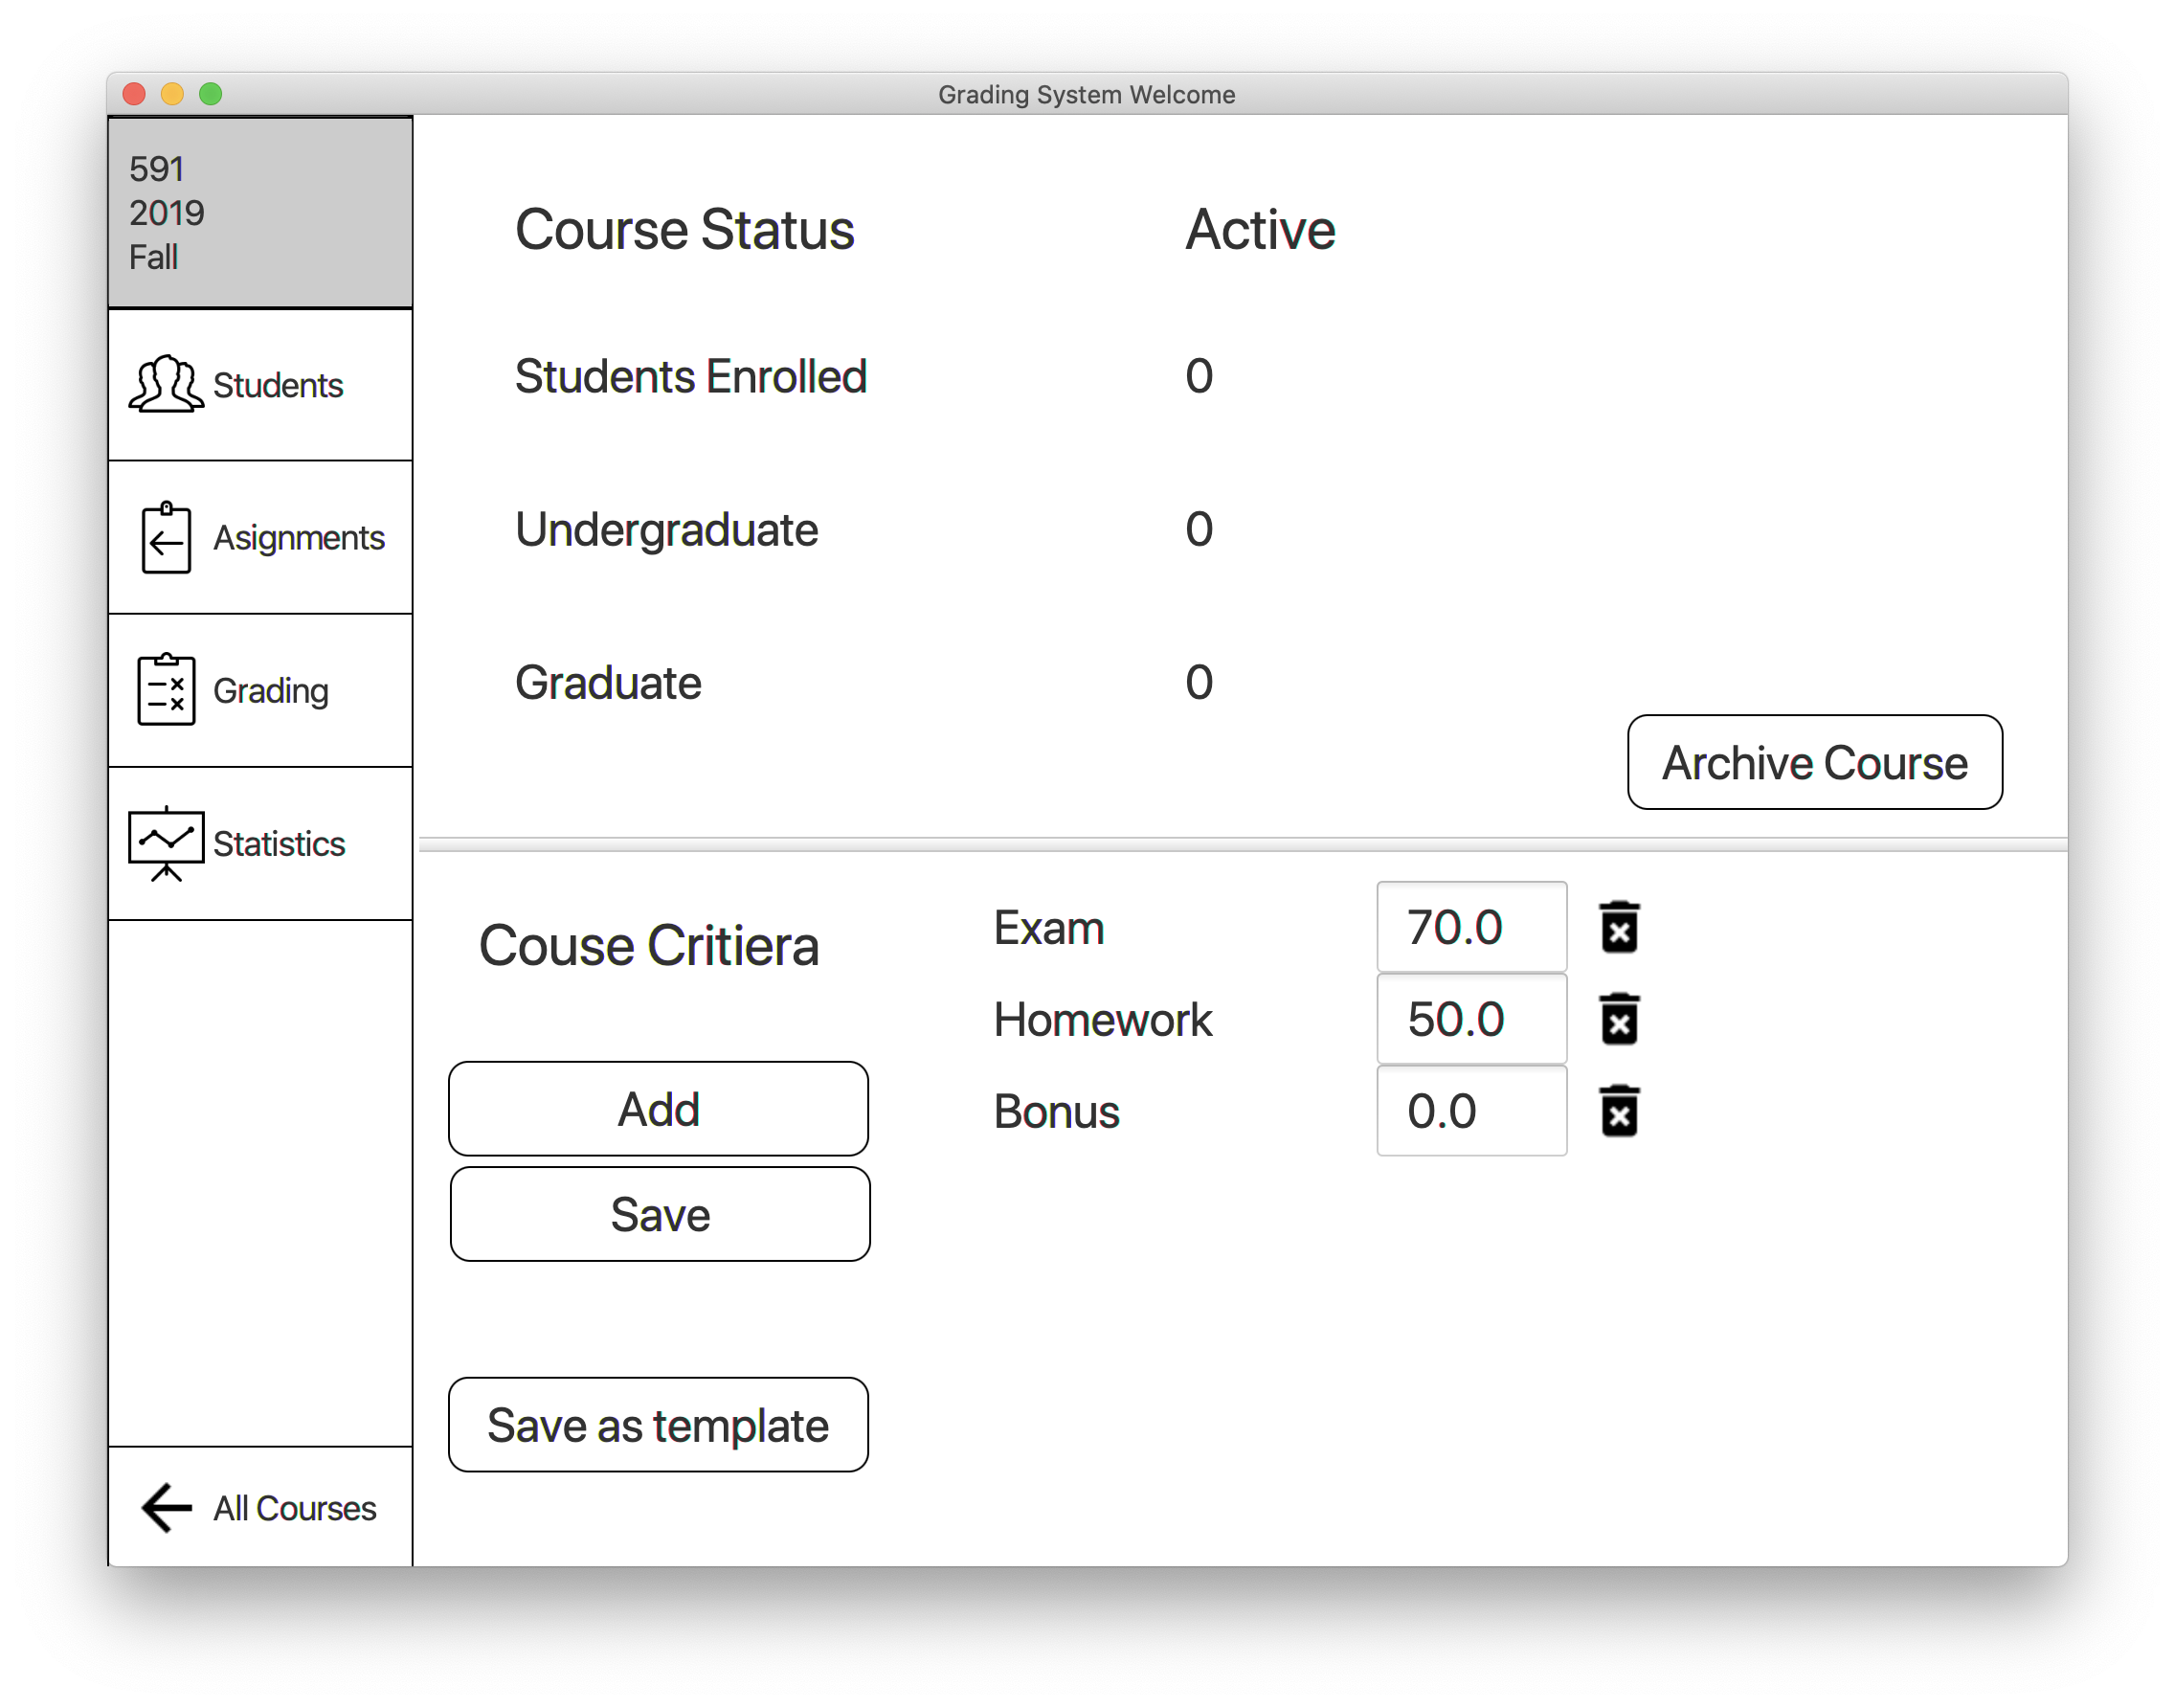 Grading System Welcome
591
2019
Fall
Students
Asignments
Grading
Statistics
All Courses
Course Status Active
Students Enrolled 0
Undergraduate 0
Graduate 0
Archive Course
Couse Critiera
Add
Save
Save as template
Exam 70.0
Homework 50.0
Bonus 0.0